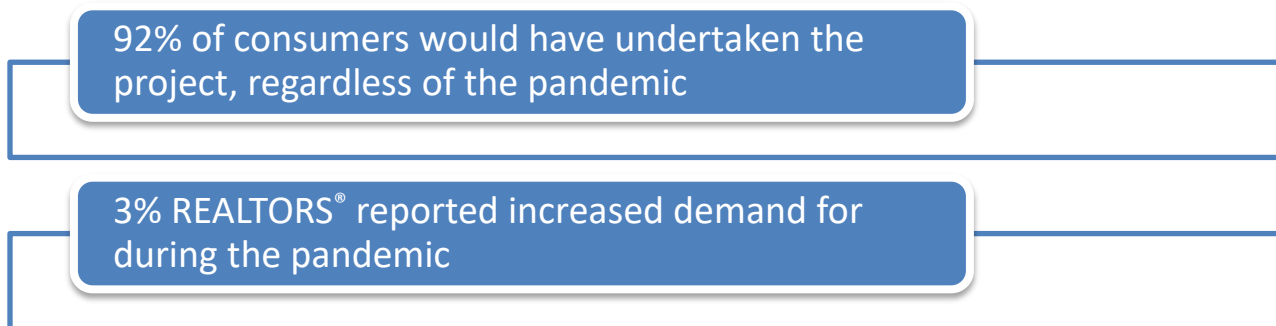 92% of consumers would have undertaken the
project, regardless of the pandemic
3% REALTORS® reported increased demand for
during the pandemic